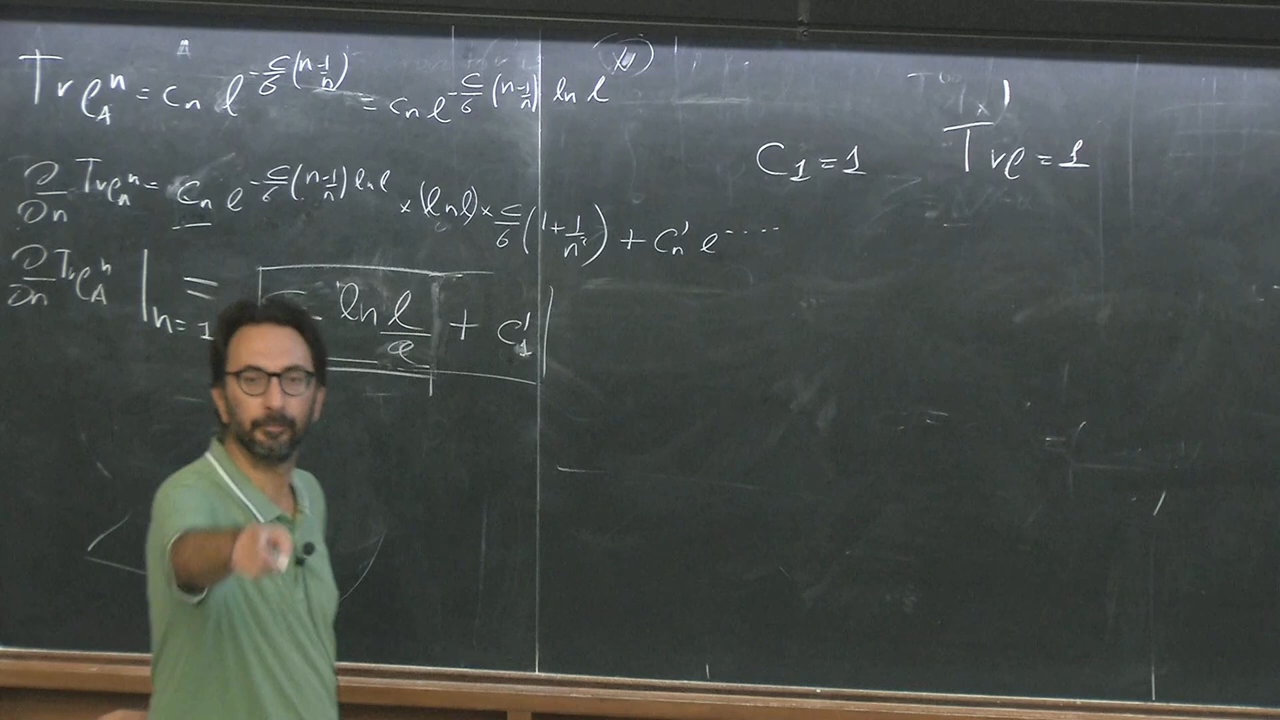 Tr ρ_A^n = c_n ℓ^{-c/6 (n-1/n)} = c_n e^{-c/6 (n-1/n) ln ℓ}
∂/∂n Tr ρ_n^n = c_n e^{-c/6 (n-1/n) ln ℓ} × (ln ℓ) × c/6 (1+1/n²) + c_n' e^{....}
∂/∂n Tr ρ_A^n |_{n=1} = ln ℓ/a + c_1'
C_1 = 1
Tr ρ = 1